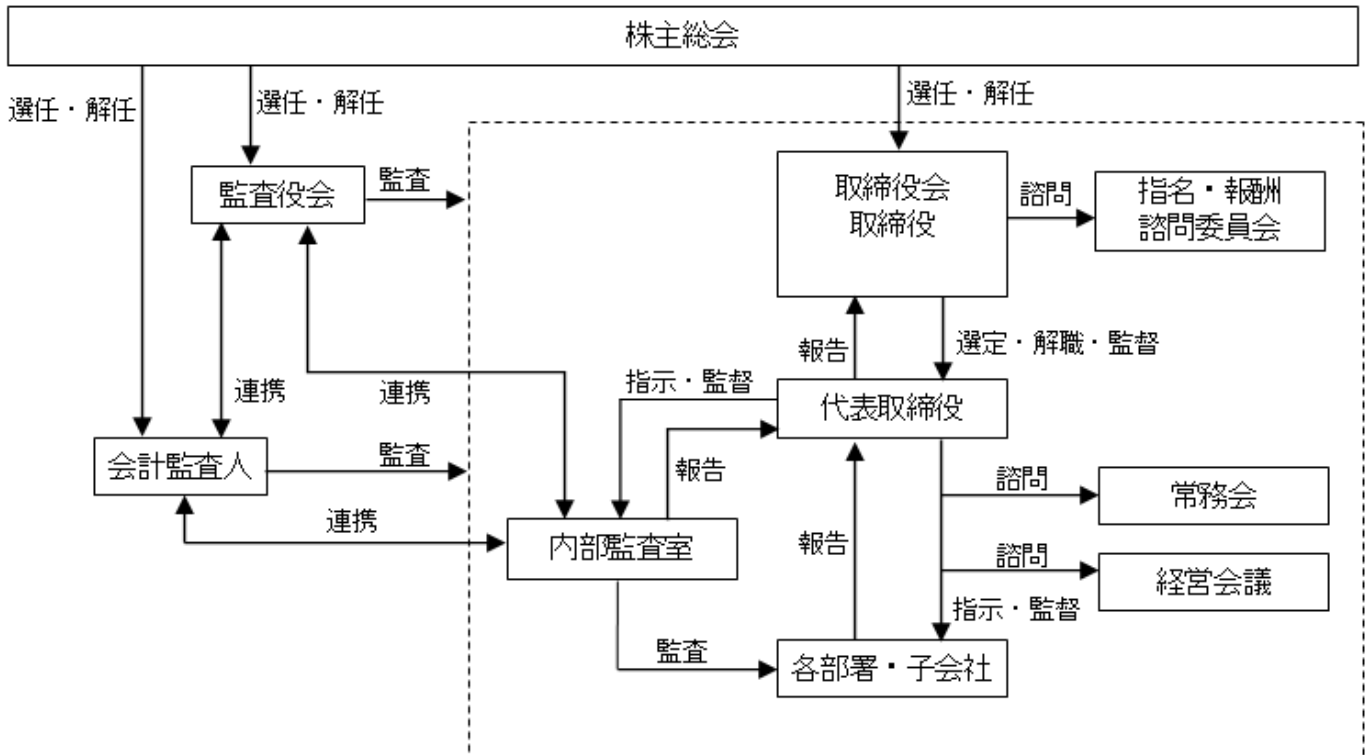 株主総会
選任・解任
選任・解任
選任・解任
監査役会
監査
取締役会
取締役
諮問
指名・報酬
諮問委員会
報告
選定・解職・監督
連携
連携
指示・監督
代表取締役
会計監査人
監査
報告
諮問
常務会
連携
内部監査室
報告
諮問
経営会議
指示・監督
監査
各部署・子会社